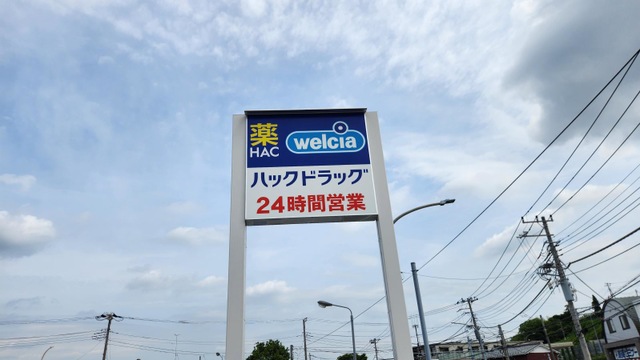 薬
HAC
welcia
ハックドラッグ
24時間営業